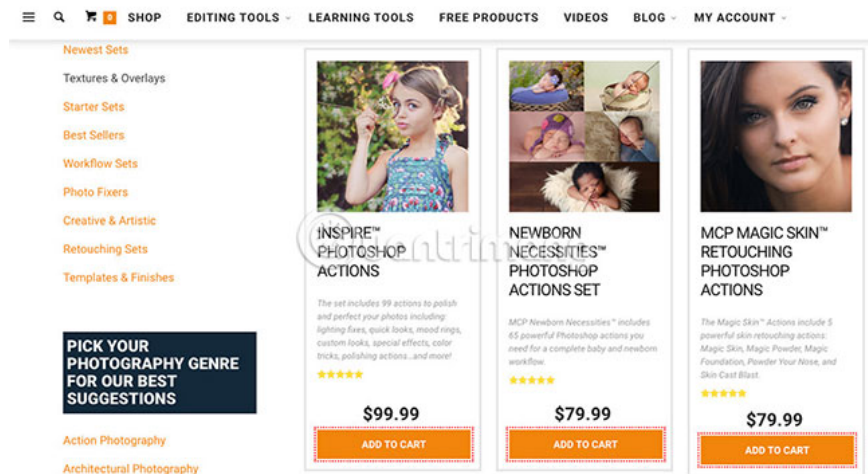 0 SHOP EDITING TOOLS LEARNING TOOLS FREE PRODUCTS VIDEOS BLOG MY ACCOUNT
Newest Sets
Textures & Overlays
Starter Sets
Best Sellers
Workflow Sets
Photo Fixers
Creative & Artistic
Retouching Sets
Templates & Finishes
PICK YOUR
PHOTOGRAPHY GENRE
FOR OUR BEST
SUGGESTIONS
Action Photography
Architectural Photography
INSPIRE™
PHOTOSHOP
ACTIONS
The set includes 99 actions to polish
and perfect your photos including:
lighting fixes, quick looks, mood rings,
custom looks, special effects, color
tricks, polishing actions...and more!
$99.99
ADD TO CART
NEWBORN
NECESSITIES™
PHOTOSHOP
ACTIONS SET
MCP Newborn Necessities™ includes
65 powerful Photoshop actions you
need for a complete baby and newborn
workflow.
$79.99
ADD TO CART
MCP MAGIC SKIN™
RETOUCHING
PHOTOSHOP
ACTIONS
The Magic Skin™ Actions include 5
powerful skin retouching actions:
Magic Skin, Magic Powder, Magic
Foundation, Powder Your Nose, and
Skin Cast Blast.
$79.99
ADD TO CART
uantrimang